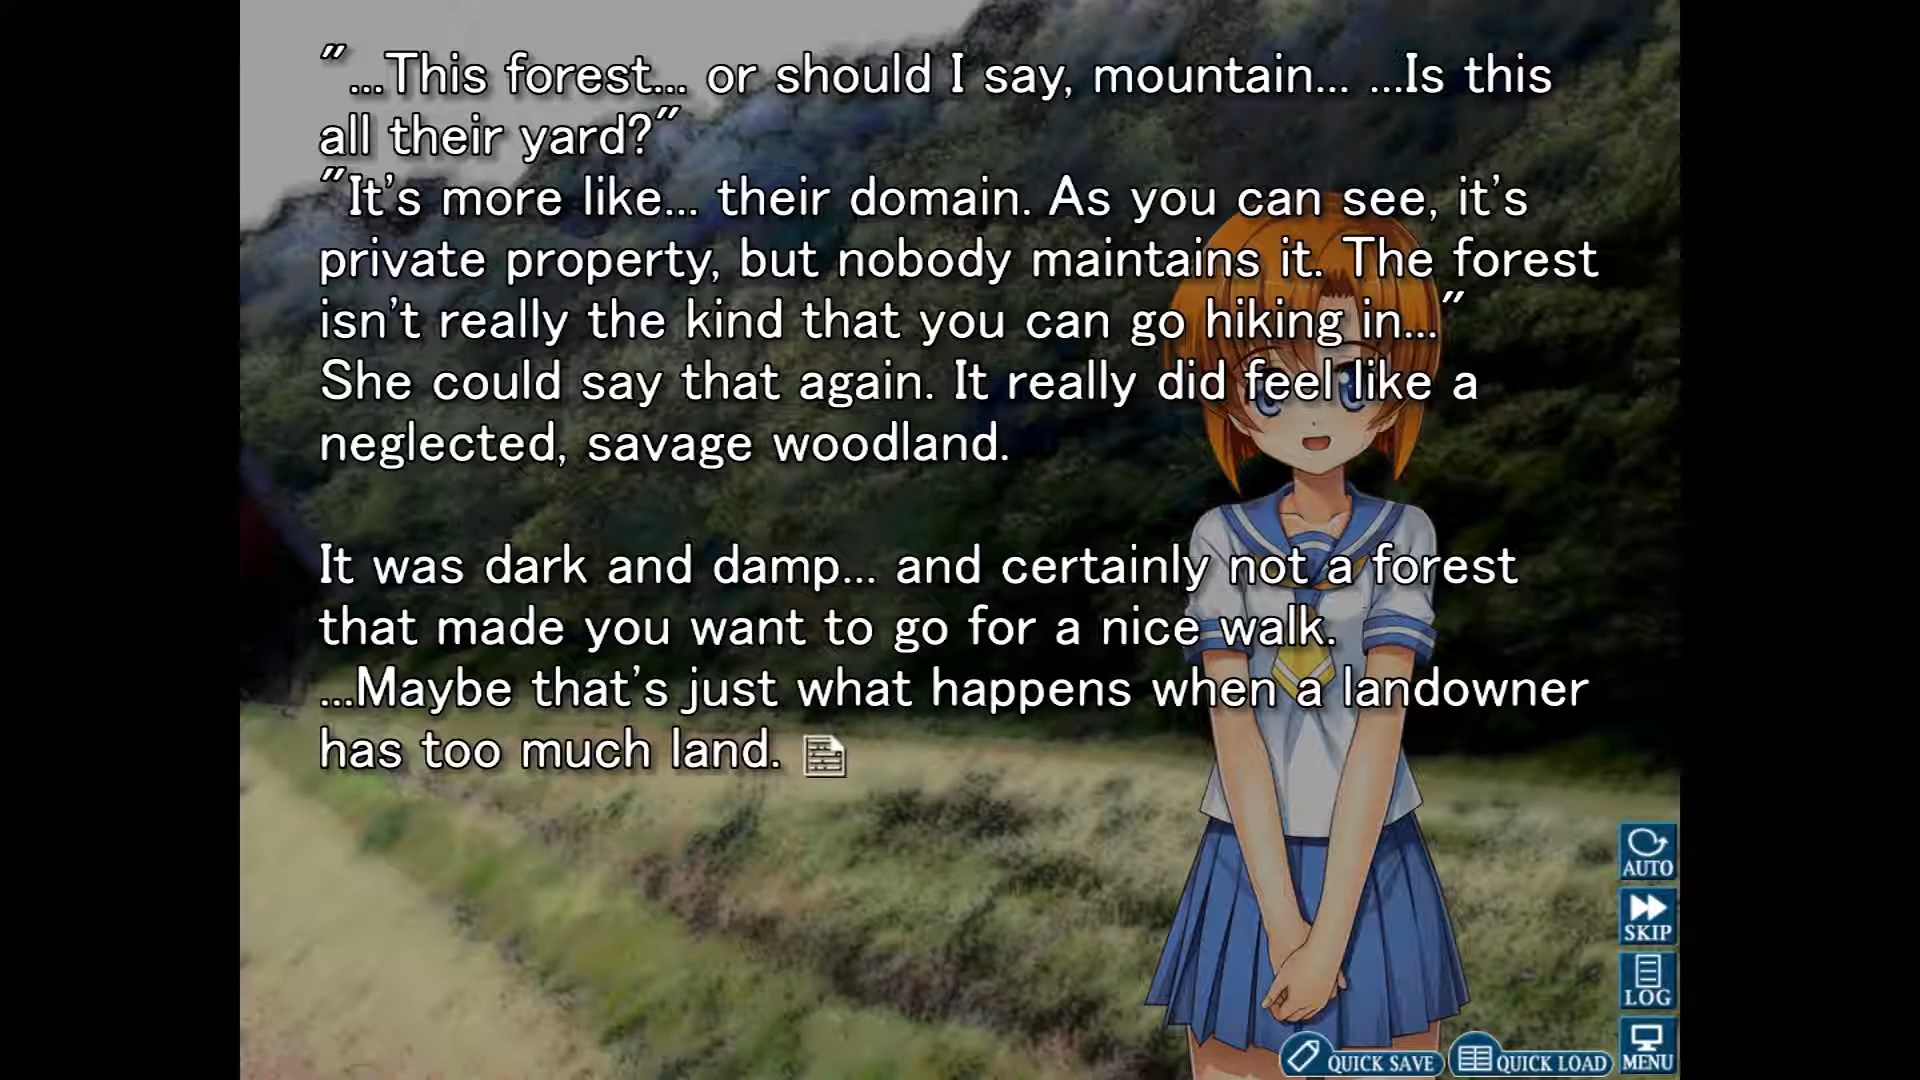 "...This forest... or should I say, mountain... ...Is this
all their yard?"
"It's more like... their domain. As you can see, it's
private property, but nobody maintains it. The forest
isn't really the kind that you can go hiking in..."
She could say that again. It really did feel like a
neglected, savage woodland.
It was dark and damp... and certainly not a forest
that made you want to go for a nice walk.
...Maybe that's just what happens when a landowner
has too much land.
AUTO
SKIP
LOG
MENU
QUICK SAVE
QUICK LOAD